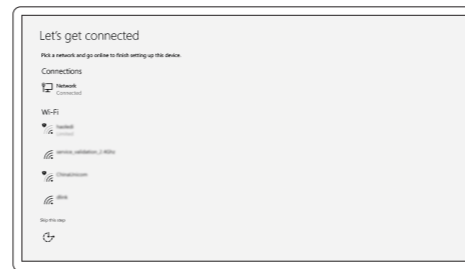 Let's get connected
Pick a network and go online to finish setting up this device.
Connections
Network
Connected
Wi-Fi
service_validation_2.4Ghz
Chinaunicom
Skip this step